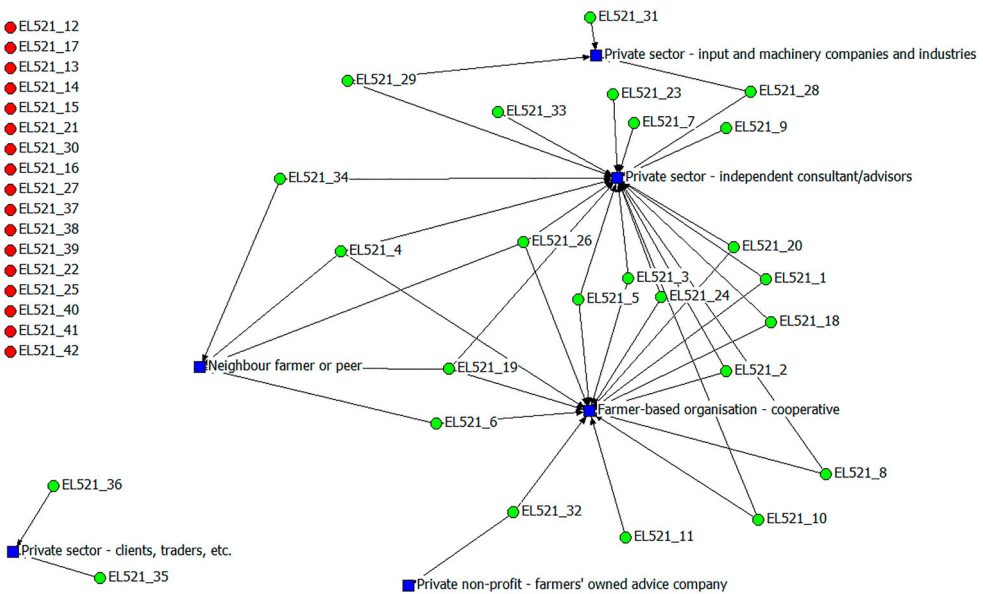 EL521_12
EL521_17
EL521_13
EL521_14
EL521_15
EL521_21
EL521_30
EL521_16
EL521_27
EL521_37
EL521_38
EL521_39
EL521_22
EL521_25
EL521_40
EL521_41
EL521_42
EL521_31
Private sector - input and machinery companies and industries
EL521_29
EL521_23
EL521_28
EL521_33
EL521_7
EL521_9
EL521_34
Private sector - independent consultant/advisors
EL521_4
EL521_26
EL521_20
EL521_3
EL521_1
EL521_5
EL521_24
EL521_18
Neighbour farmer or peer
EL521_19
EL521_2
EL521_6
Farmer-based organisation - cooperative
EL521_8
EL521_36
EL521_32
EL521_10
EL521_11
Private sector - clients, traders, etc.
EL521_35
Private non-profit - farmers' owned advice company